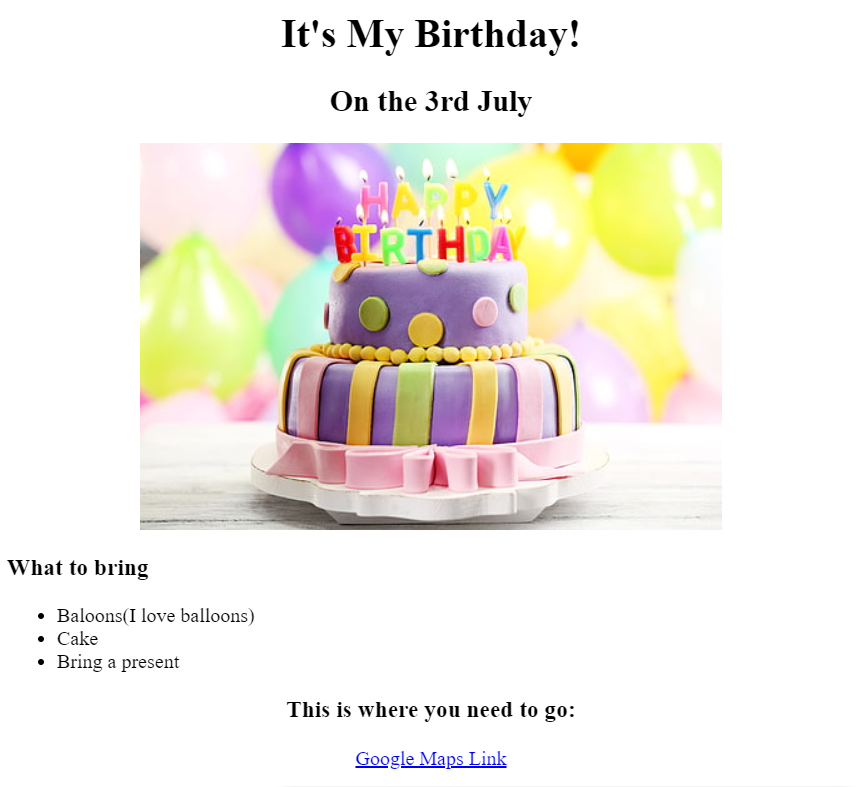 It's My Birthday!
On the 3rd July
HAPPY
BIRTHDAY
What to bring
Baloons(I love balloons)
Cake
Bring a present
This is where you need to go:
Google Maps Link